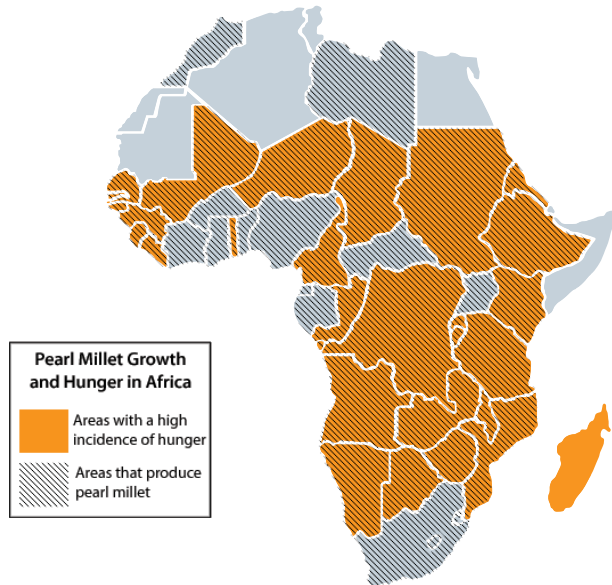 Pearl Millet Growth
and Hunger in Africa
Areas with a high
incidence of hunger
Areas that produce
pearl millet